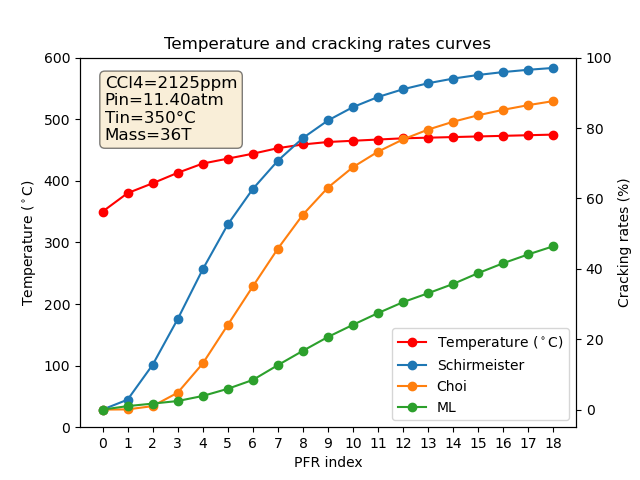 Temperature and cracking rates curves
CCl4=2125ppm
Pin=11.40atm
Tin=350°C
Mass=36T
Temperature (°C)
600
500
400
300
200
100
0
100
80
60
40
20
0
Cracking rates (%)
Temperature (°C)
Schirmeister
Choi
ML
0 1 2 3 4 5 6 7 8 9 10 11 12 13 14 15 16 17 18
PFR index